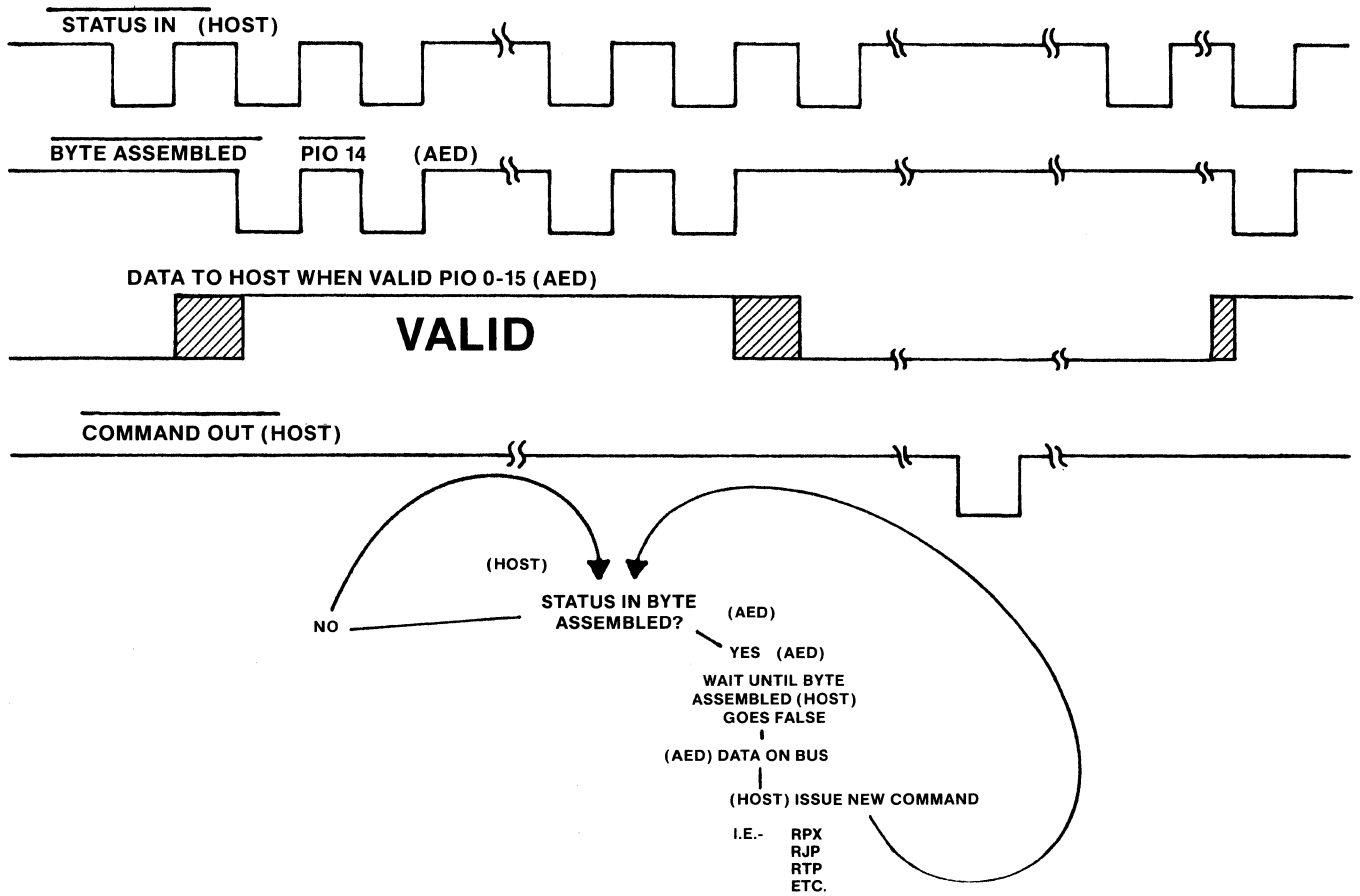 STATUS IN (HOST)
BYTE ASSEMBLED PIO 14 (AED)
DATA TO HOST WHEN VALID PIO 0-15 (AED)
VALID
COMMAND OUT (HOST)
(HOST)
STATUS IN BYTE
ASSEMBLED?
(AED)
NO
YES (AED)
WAIT UNTIL BYTE
ASSEMBLED (HOST)
GOES FALSE
(AED) DATA ON BUS
(HOST) ISSUE NEW COMMAND
I.E.- RPX
RJP
RTP
ETC.